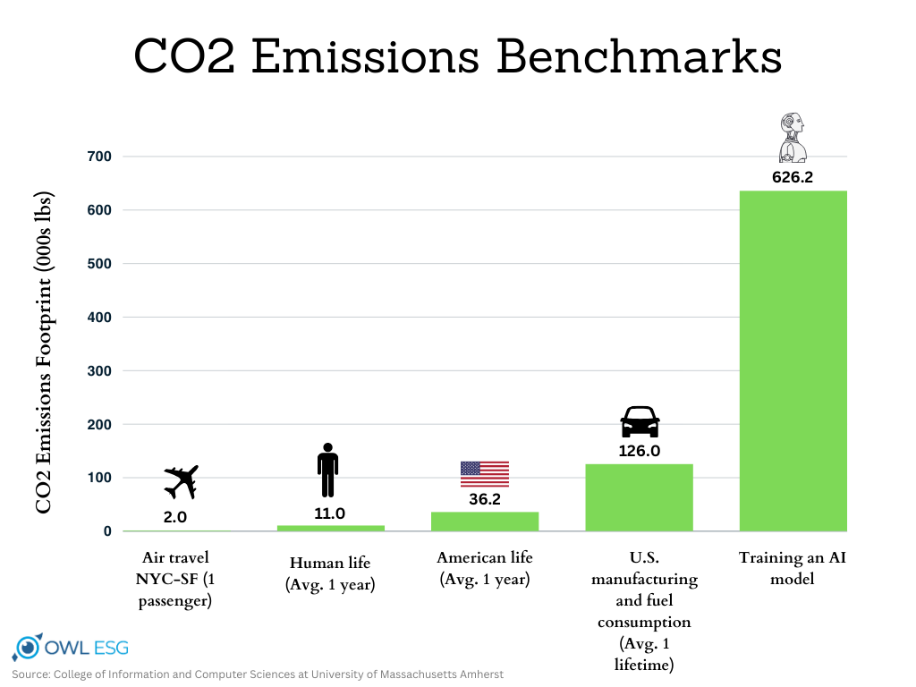 CO2 Emissions Benchmarks
CO2 Emissions Footprint (000s lbs)
700
600
500
400
300
200
100
0
2.0
11.0
36.2
126.0
626.2
Air travel
NYC-SF (1
passenger)
Human life
(Avg. 1 year)
American life
(Avg. 1 year)
U.S.
manufacturing
and fuel
consumption
(Avg. 1
lifetime)
Training an AI
model
OWL ESG
Source: College of Information and Computer Sciences at University of Massachusetts Amherst